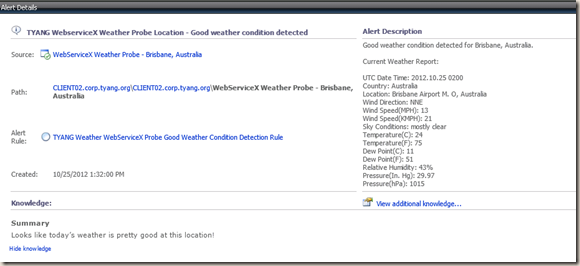 Alert Details
TYANG WebserviceX Weather Probe Location - Good weather condition detected
Source: WebServiceX Weather Probe - Brisbane, Australia
Path: CLIENT02.corp.tyang.org\CLIENT02.corp.tyang.org\WebServiceX Weather Probe - Brisbane,
Australia
Alert
Rule: TYANG Weather WebServiceX Probe Good Weather Condition Detection Rule
Created: 10/25/2012 1:32:00 PM
Alert Description
Good weather condition detected for Brisbane, Australia.
Current Weather Report:
UTC Date Time: 2012.10.25 0200
Country: Australia
Location: Brisbane Airport M. O, Australia
Wind Direction: NNE
Wind Speed(MPH): 13
Wind Speed(KMPH): 21
Sky Conditions: mostly clear
Temperature(C): 24
Temperature(F): 75
Dew Point(C): 11
Dew Point(F): 51
Relative Humidity: 43%
Pressure(In. Hg): 29.97
Pressure(hPa): 1015
Knowledge:
View additional knowledge...
Summary
Looks like today's weather is pretty good at this location!
Hide knowledge